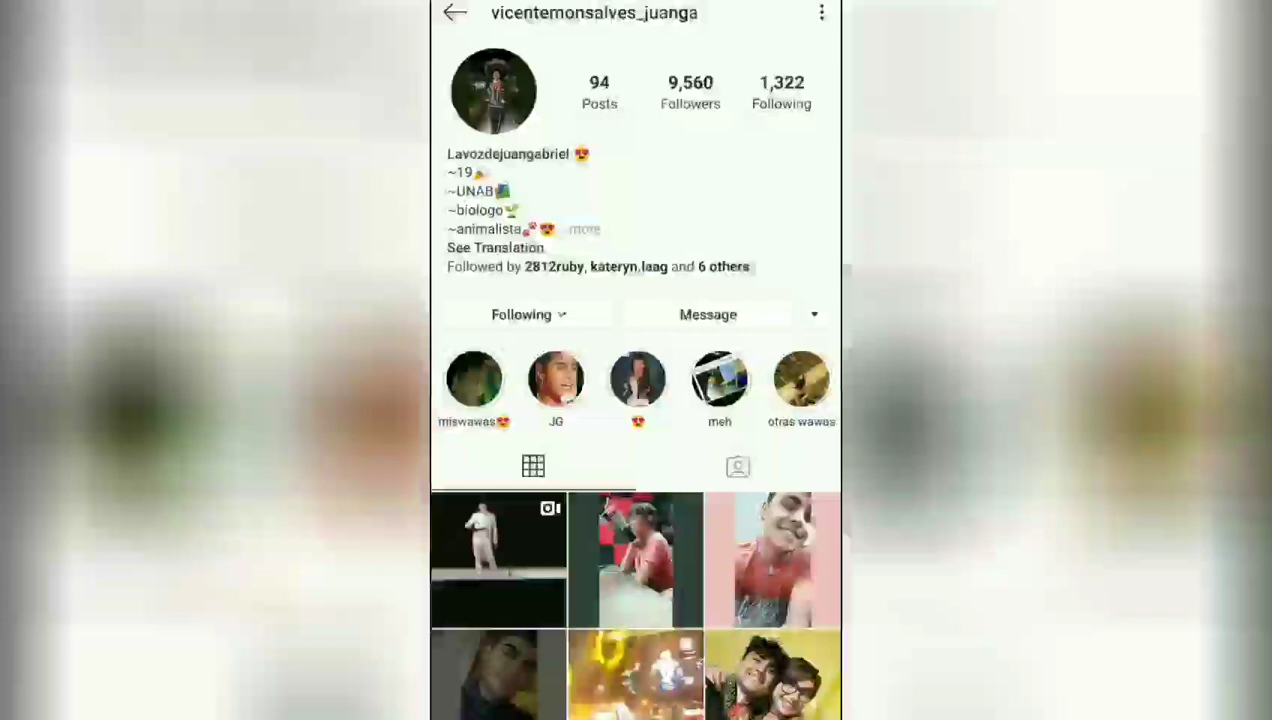 vicentemonsalves_juanga
94 9,560 1,322
Posts Followers Following
Lavozdejuangabriel 😍
~19🎉
~UNAB
~biologo🌱
~animalista🐾😍 ... more
See Translation
Followed by 2812ruby, kateryn.laag and 6 others
Following Message
miswawas😍 JG 😍 meh otras wawas